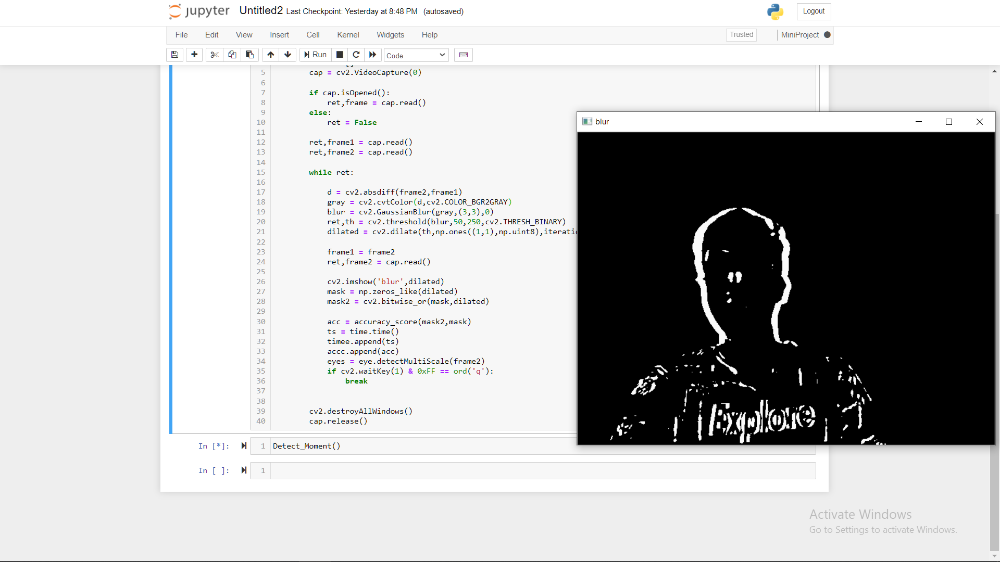 jupyter Untitled2 Last Checkpoint: Yesterday at 8:48 PM (autosaved)
Logout
File Edit View Insert Cell Kernel Widgets Help
Trusted
MiniProject
Run
Code
5 cap = cv2.VideoCapture(0)
6
7 if cap.isOpened():
8 ret,frame = cap.read()
9 else:
10 ret = False
11
12 ret,frame1 = cap.read()
13 ret,frame2 = cap.read()
14
15 while ret:
16
17 d = cv2.absdiff(frame2,frame1)
18 gray = cv2.cvtColor(d,cv2.COLOR_BGR2GRAY)
19 blur = cv2.GaussianBlur(gray,(3,3),0)
20 ret,th = cv2.threshold(blur,50,250,cv2.THRESH_BINARY)
21 dilated = cv2.dilate(th,np.ones((1,1),np.uint8),iteratic
22
23 frame1 = frame2
24 ret,frame2 = cap.read()
25
26 cv2.imshow('blur',dilated)
27 mask = np.zeros_like(dilated)
28 mask2 = cv2.bitwise_or(mask,dilated)
29
30 acc = accuracy_score(mask2,mask)
31 ts = time.time()
32 timee.append(ts)
33 accc.append(acc)
34 eyes = eye.detectMultiScale(frame2)
35 if cv2.waitKey(1) & 0xFF == ord('q'):
36 break
37
38
39 cv2.destroyAllWindows()
40 cap.release()
In [*]: 1 Detect_Moment()
In [ ]: 1
blur
Explore
Activate Windows
Go to Settings to activate Windows.